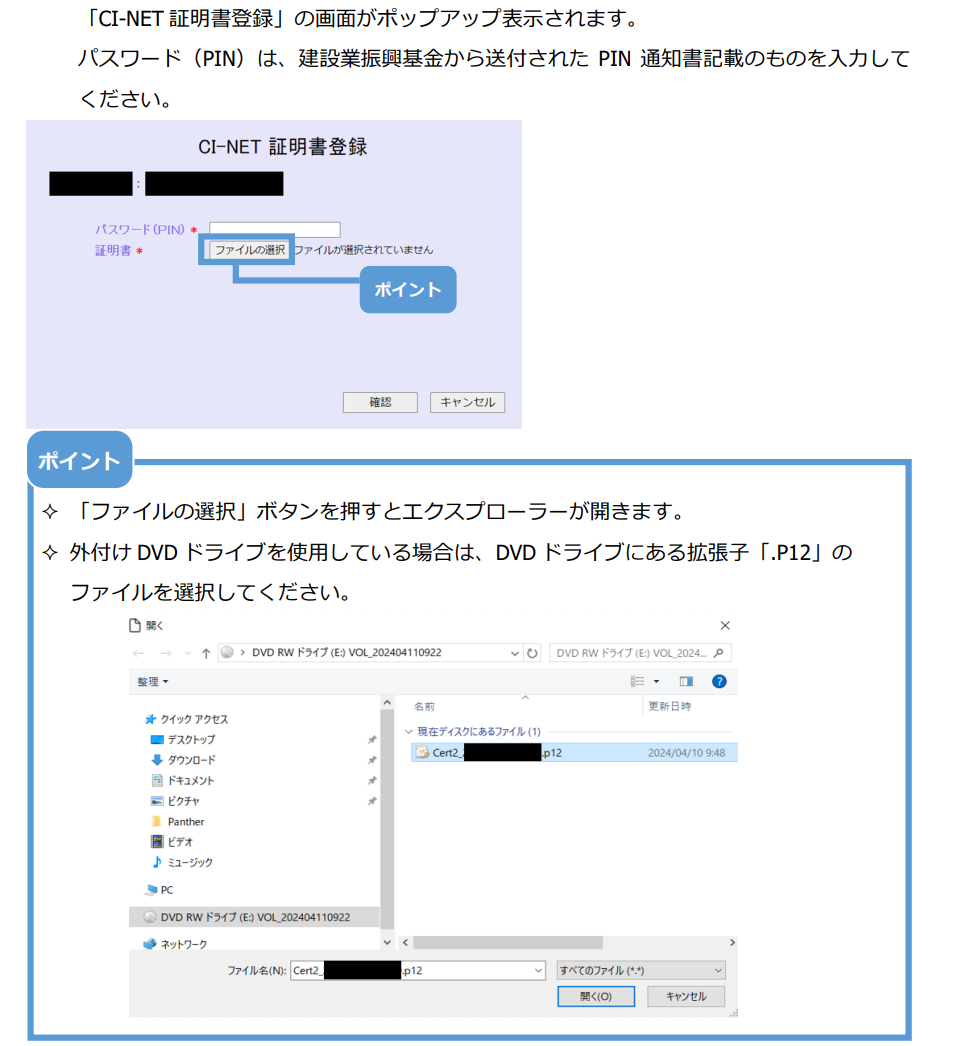 「CI-NET 証明書登録」の画面がポップアップ表示されます。
パスワード（PIN）は、建設業振興基金から送付された PIN 通知書記載のものを入力して
ください。
CI-NET 証明書登録
:
パスワード(PIN) *
証明書 * ファイルの選択 ファイルが選択されていません
ポイント
確認 キャンセル
ポイント
✧ 「ファイルの選択」ボタンを押すとエクスプローラーが開きます。
✧ 外付け DVD ドライブを使用している場合は、DVD ドライブにある拡張子「.P12」の
ファイルを選択してください。
開く
DVD RW ドライブ (E:) VOL_202404110922 DVD RW ドライブ (E:) VOL_2024...
整理
名前 更新日時
クイック アクセス
現在ディスクにあるファイル (1)
デスクトップ
Cert2_ .p12 2024/04/10 9:48
ダウンロード
ドキュメント
ピクチャ
Panther
ビデオ
ミュージック
PC
DVD RW ドライブ (E:) VOL_202404110922
ネットワーク
ファイル名(N): Cert2_ .p12 すべてのファイル (*.*)
開く(O) キャンセル